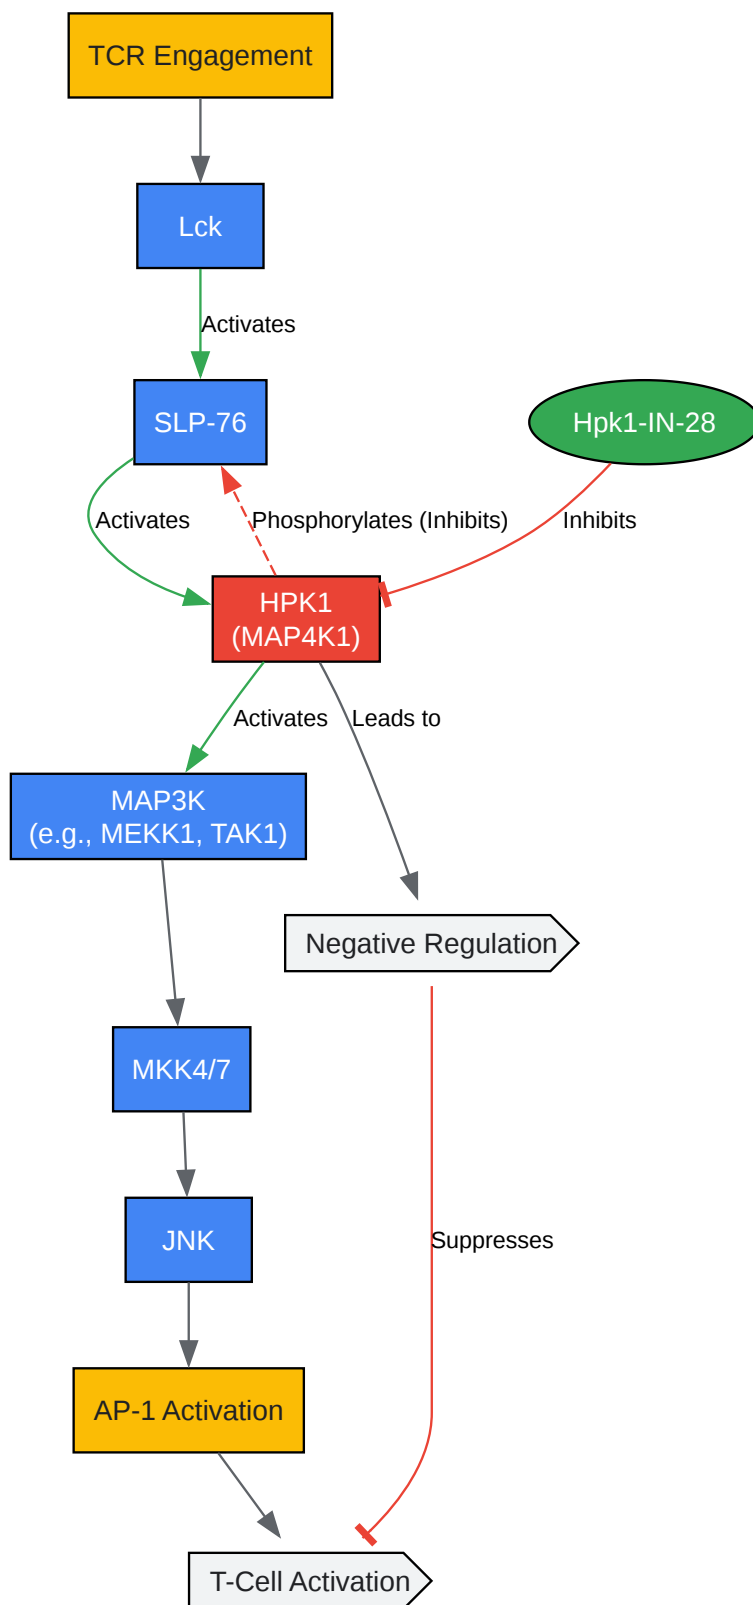 TCR Engagement
Lck
Activates
SLP-76
Hpk1-IN-28
Activates
Phosphorylates (Inhibits)
Inhibits
HPK1
(MAP4K1)
Activates
Leads to
MAP3K
(e.g., MEKK1, TAK1)
Negative Regulation
MKK4/7
JNK
Suppresses
AP-1 Activation
T-Cell Activation